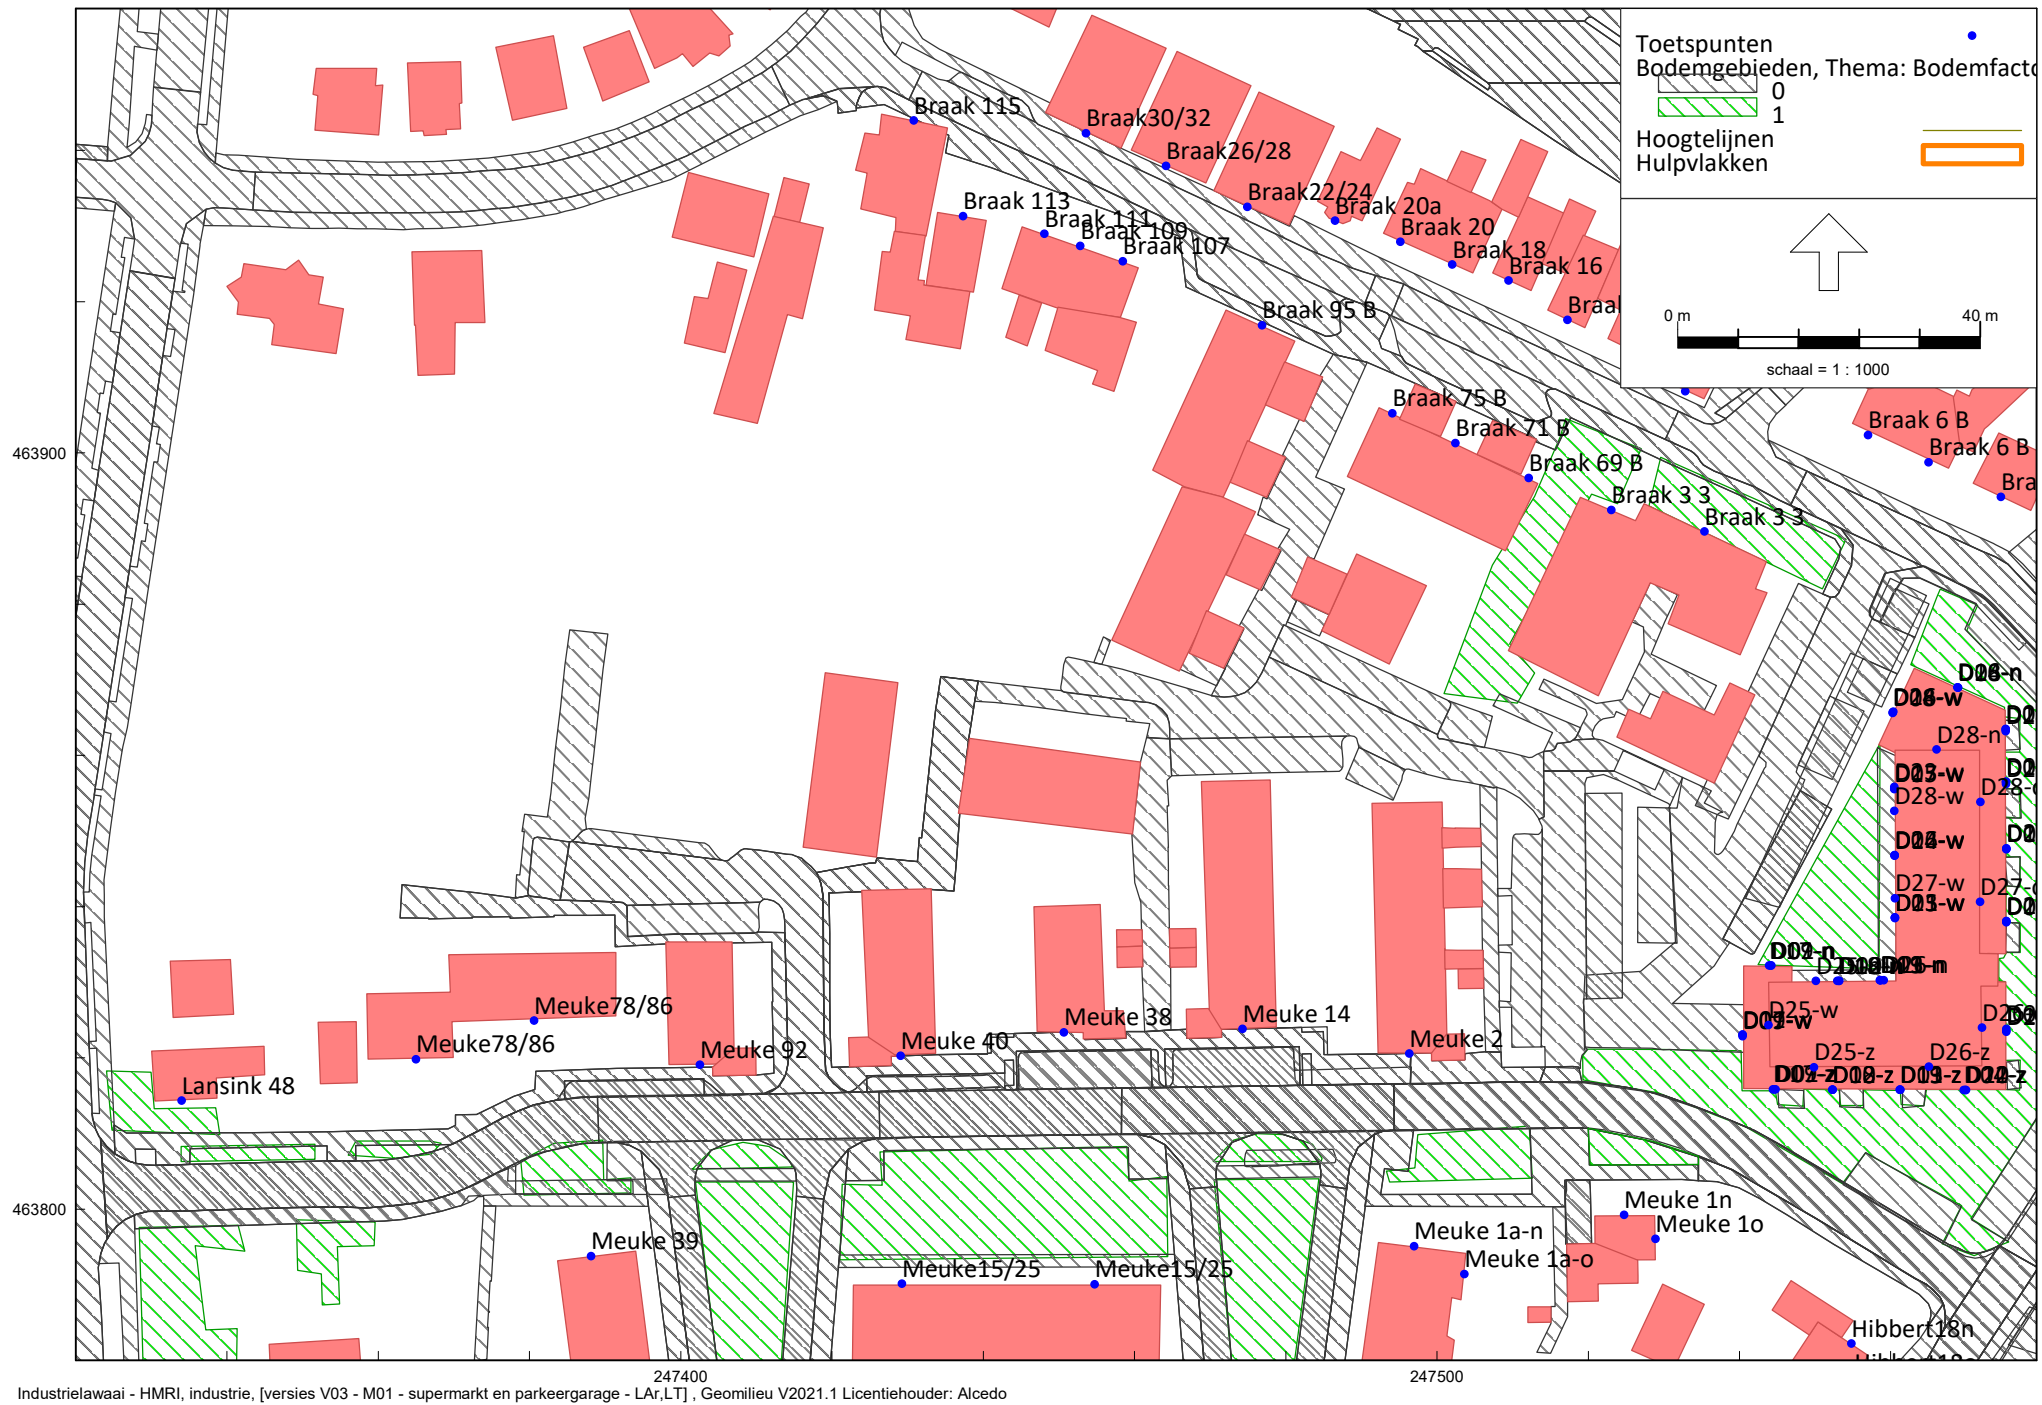 Toetspunten
Bodemgebieden, Thema: Bodemfacto
0
1
Hoogtelijnen
Hulpvlakken
0 m
40 m
schaal = 1 : 1000
Braak 115
Braak30/32
Braak26/28
Braak22/24
Braak 20a
Braak 20
Braak 18
Braak 16
Braak
Braak 113
Braak 111
Braak 109
Braak 107
Braak 95 B
Braak 75 B
Braak 71 B
Braak 69 B
Braak 3 3
Braak 3 3
Braak 6 B
Braak 6 B
Bra
463900
D28-n
D28-w
D27-w
D25-w
D25-z
D26-z
Meuke78/86
Meuke78/86
Meuke 92
Meuke 40
Meuke 38
Meuke 14
Meuke 2
Lansink 48
463800
Meuke 39
Meuke15/25
Meuke15/25
Meuke 1a-n
Meuke 1a-o
Meuke 1n
Meuke 1o
Hibbert18n
247400
247500
Industrielawaai - HMRI, industrie, [versies V03 - M01 - supermarkt en parkeergarage - LAr,LT] , Geomilieu V2021.1 Licentiehouder: Alcedo